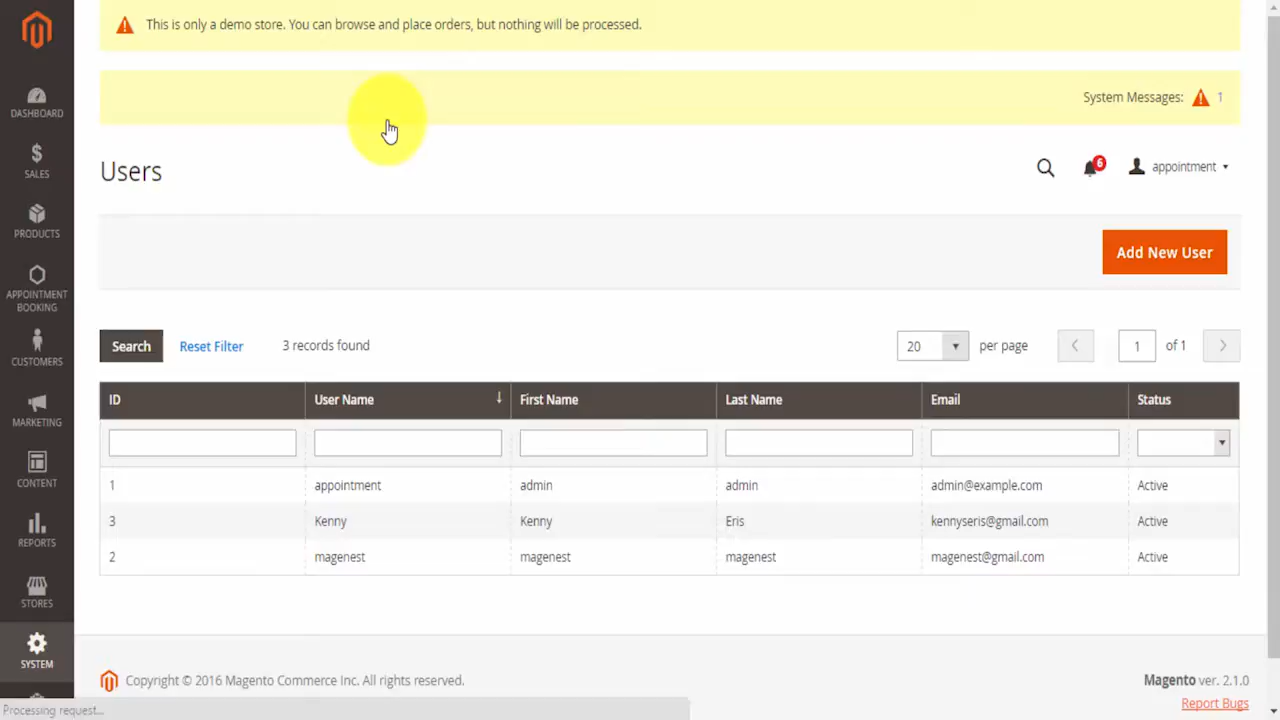 This is only a demo store. You can browse and place orders, but nothing will be processed.
System Messages: 1
Users
6
appointment
Add New User
Search Reset Filter 3 records found 20 per page 1 of 1
ID User Name First Name Last Name Email Status
1 appointment admin admin admin@example.com Active
3 Kenny Kenny Eris kennyseris@gmail.com Active
2 magenest magenest magenest magenest@gmail.com Active
Copyright © 2016 Magento Commerce Inc. All rights reserved.
Magento ver. 2.1.0
Report Bugs
DASHBOARD
SALES
PRODUCTS
APPOINTMENT
BOOKING
CUSTOMERS
MARKETING
CONTENT
REPORTS
STORES
SYSTEM
Processing request...